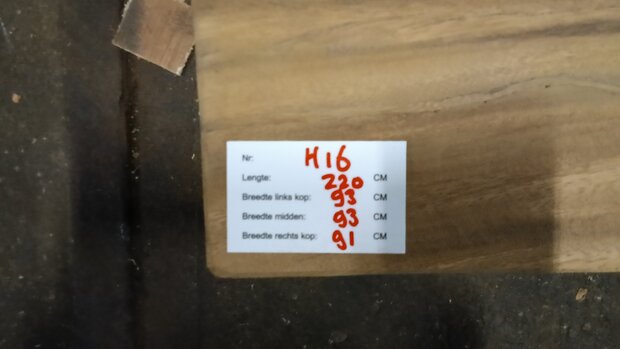 Nr: H16
Lengte: 220 CM
Breedte links kop: 93 CM
Breedte midden: 93 CM
Breedte rechts kop: 91 CM